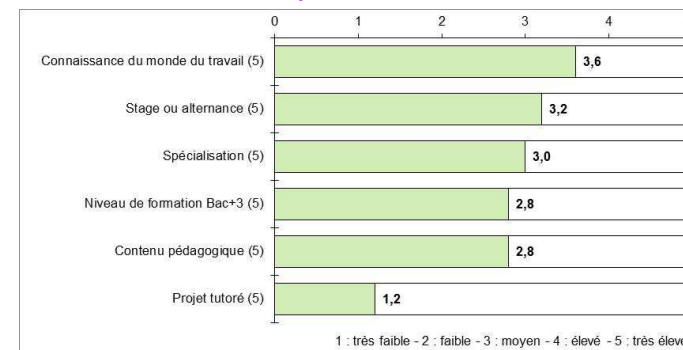 0 1 2 3 4
Connaissance du monde du travail (5) 3,6
Stage ou alternance (5) 3,2
Spécialisation (5) 3,0
Niveau de formation Bac+3 (5) 2,8
Contenu pédagogique (5) 2,8
Projet tutoré (5) 1,2
1 : très faible - 2 : faible - 3 : moyen - 4 : élevé - 5 : très élevé